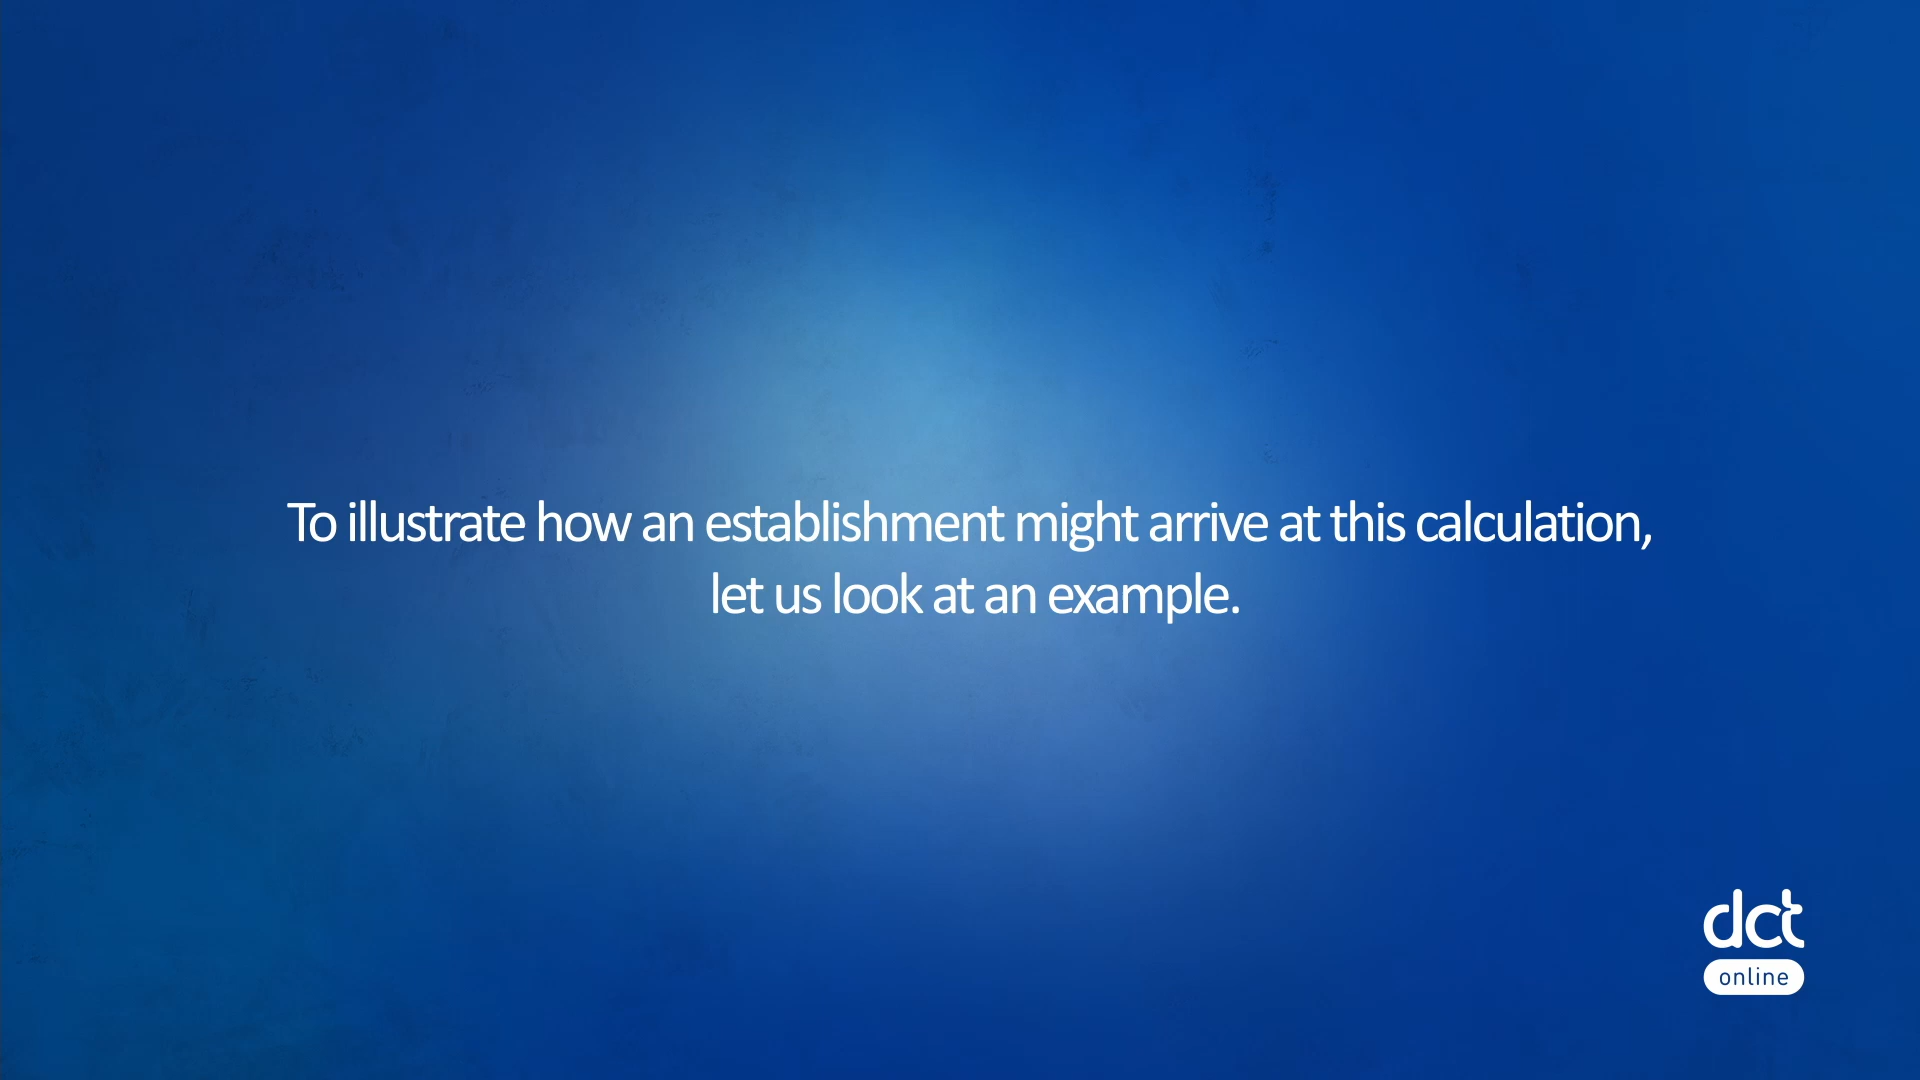 To illustrate how an establishment might arrive at this calculation,
let us look at an example.
dct
online